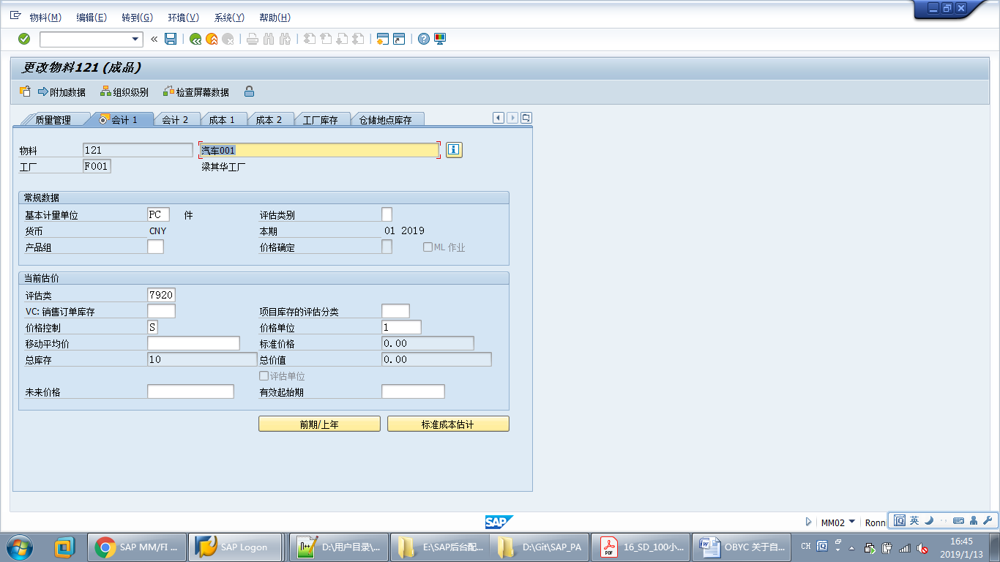 物料(M) 编辑(E) 转到(G) 环境(V) 系统(Y) 帮助(H)
更改物料121 (成品)
附加数据 组织级别 检查屏幕数据
质量管理 会计 1 会计 2 成本 1 成本 2 工厂库存 仓储地点库存
物料 121 汽车001
工厂 F001 梁其华工厂
常规数据
基本计量单位 PC 件 评估类别
货币 CNY 本期 01 2019
产品组 价格确定 ML 作业
当前估价
评估类 7920
VC: 销售订单库存 项目库存的评估分类
价格控制 S 价格单位 1
移动平均价 标准价格 0.00
总库存 10 总价值 0.00
评估单位
未来价格 有效起始期
前期/上年 标准成本估计
SAP
MM02 Ronn 英
SAP MM/FI ... SAP Logon D:\用户目录\... E:\SAP后台配... D:\Git\SAP_PA 16_SD_100小... OBYC 关于自... CH 16:45
2019/1/13